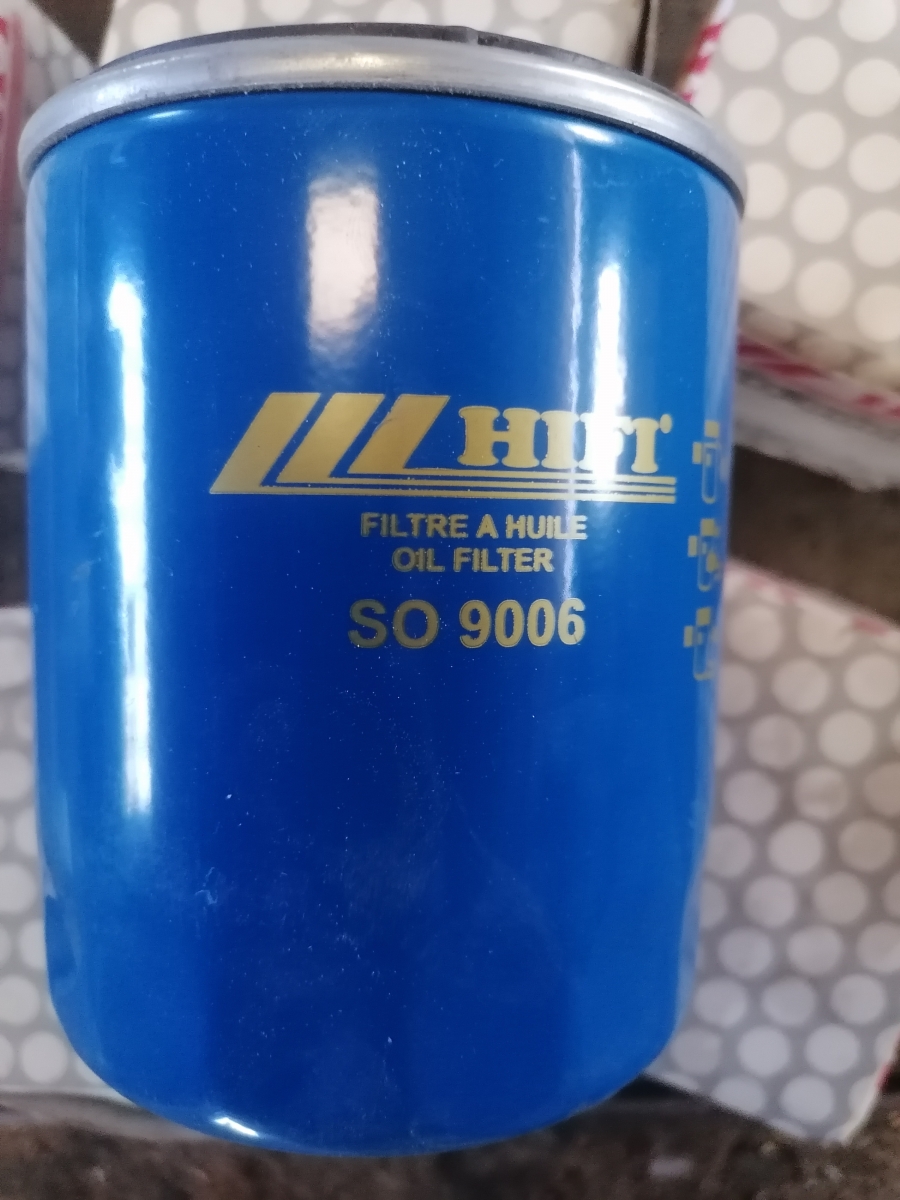 HIFI
FILTRE A HUILE
OIL FILTER
SO 9006